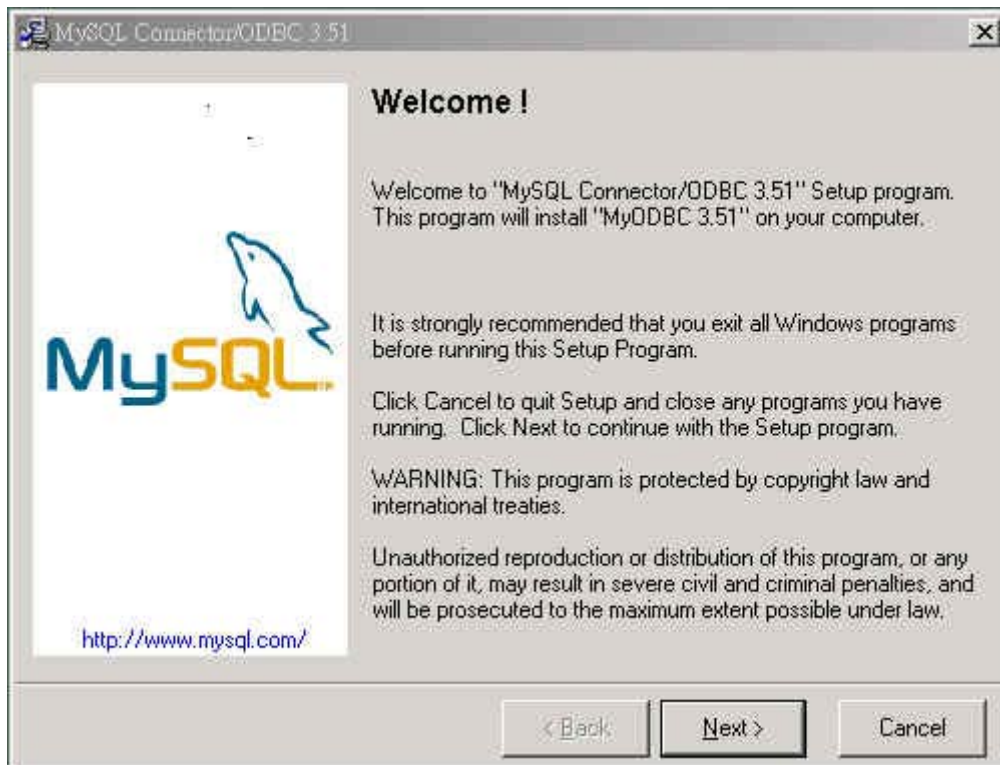 MySQL Connector/ODBC 3.51
Welcome !
Welcome to "MySQL Connector/ODBC 3.51" Setup program.
This program will install "MyODBC 3.51" on your computer.
It is strongly recommended that you exit all Windows programs
before running this Setup Program.
Click Cancel to quit Setup and close any programs you have
running. Click Next to continue with the Setup program.
WARNING: This program is protected by copyright law and
international treaties.
Unauthorized reproduction or distribution of this program, or any
portion of it, may result in severe civil and criminal penalties, and
will be prosecuted to the maximum extent possible under law.
MySQL
http://www.mysql.com/
< Back
Next >
Cancel